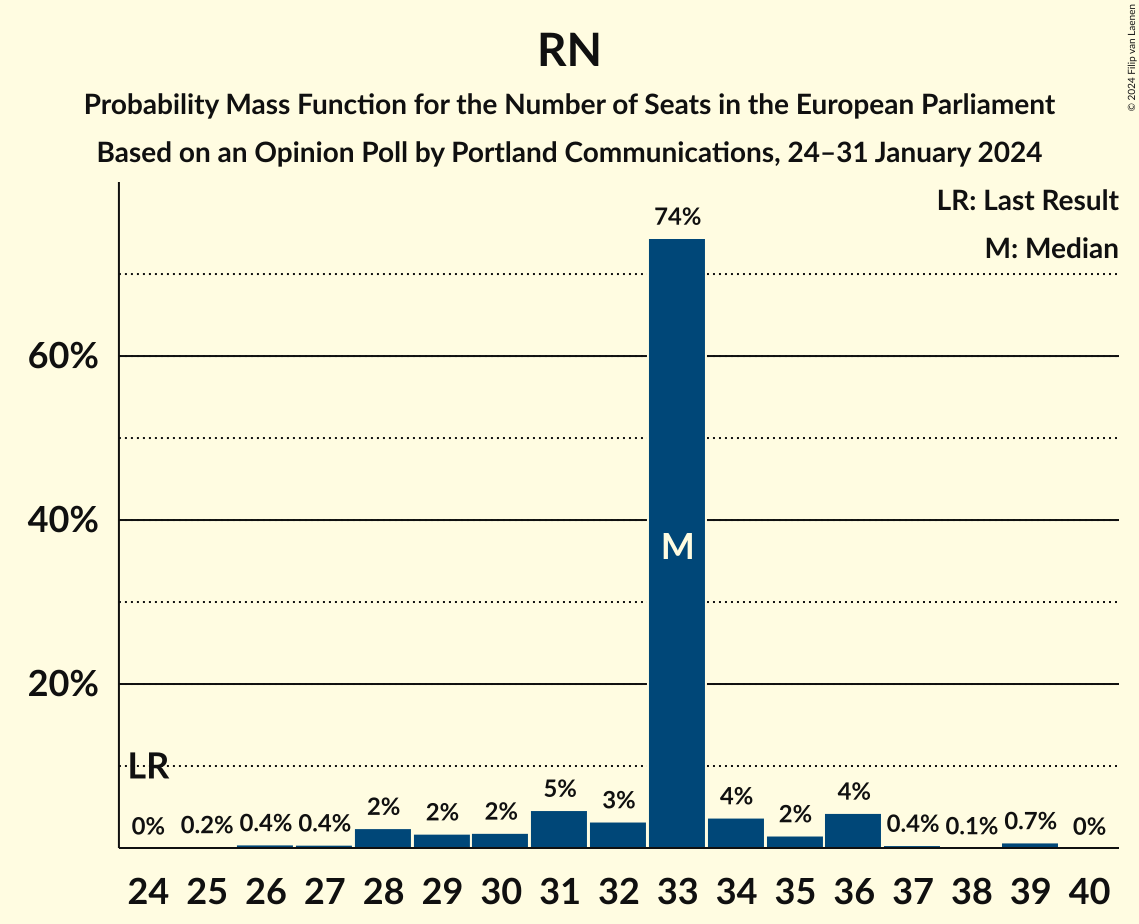 RN
Probability Mass Function for the Number of Seats in the European Parliament
Based on an Opinion Poll by Portland Communications, 24–31 January 2024
© 2024 Filip van Laenen
LR: Last Result
M: Median
60%
40%
20%
LR
M
0%
0.2%
0.4%
0.4%
2%
2%
2%
5%
3%
74%
4%
2%
4%
0.4%
0.1%
0.7%
0%
24 25 26 27 28 29 30 31 32 33 34 35 36 37 38 39 40